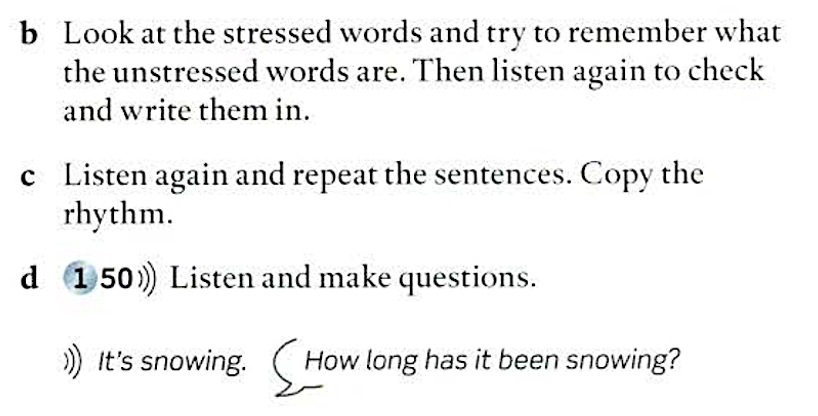 b Look at the stressed words and try to remember what
the unstressed words are. Then listen again to check
and write them in.
c Listen again and repeat the sentences. Copy the
rhythm.
d 1 50))) Listen and make questions.
))) It's snowing. How long has it been snowing?